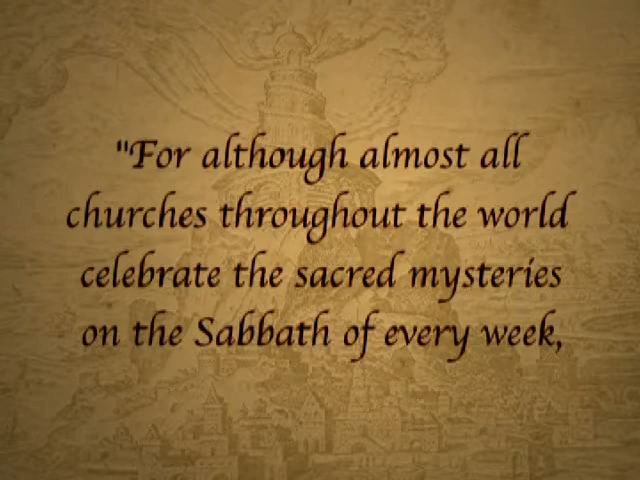 "For although almost all
churches throughout the world
celebrate the sacred mysteries
on the Sabbath of every week,